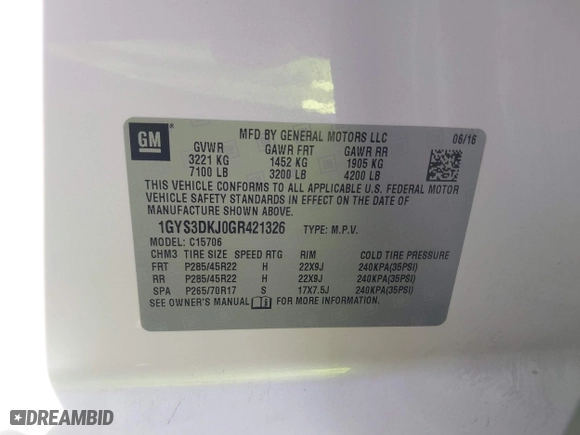 GM ®
MFD BY GENERAL MOTORS LLC 06/16
GVWR GAWR FRT GAWR RR
3221 KG 1452 KG 1905 KG
7100 LB 3200 LB 4200 LB
THIS VEHICLE CONFORMS TO ALL APPLICABLE U.S. FEDERAL MOTOR
VEHICLE SAFETY STANDARDS IN EFFECT ON THE DATE OF
MANUFACTURE SHOWN ABOVE.
1GYS3DKJ0GR421326 TYPE: M.P.V.
MODEL: C15706
CHM3 TIRE SIZE SPEED RTG RIM COLD TIRE PRESSURE
FRT P285/45R22 H 22X9J 240KPA(35PSI)
RR P285/45R22 H 22X9J 240KPA(35PSI)
SPA P265/70R17 S 17X7.5J 240KPA(35PSI)
SEE OWNER'S MANUAL FOR MORE INFORMATION.
DREAMBID